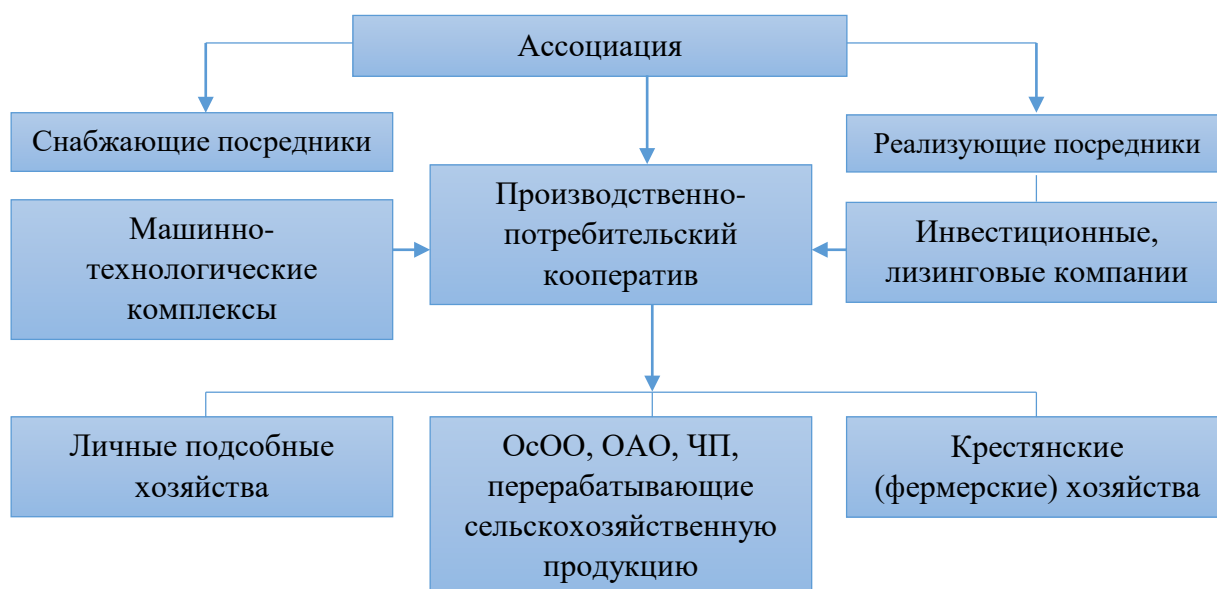 Ассоциация
Снабжающие посредники
Реализующие посредники
Производственно-
потребительский
кооператив
Машинно-
технологические
комплексы
Инвестиционные,
лизинговые компании
Личные подсобные
хозяйства
ОсОО, ОАО, ЧП,
перерабатывающие
сельскохозяйственную
продукцию
Крестянские
(фермерские) хозяйства